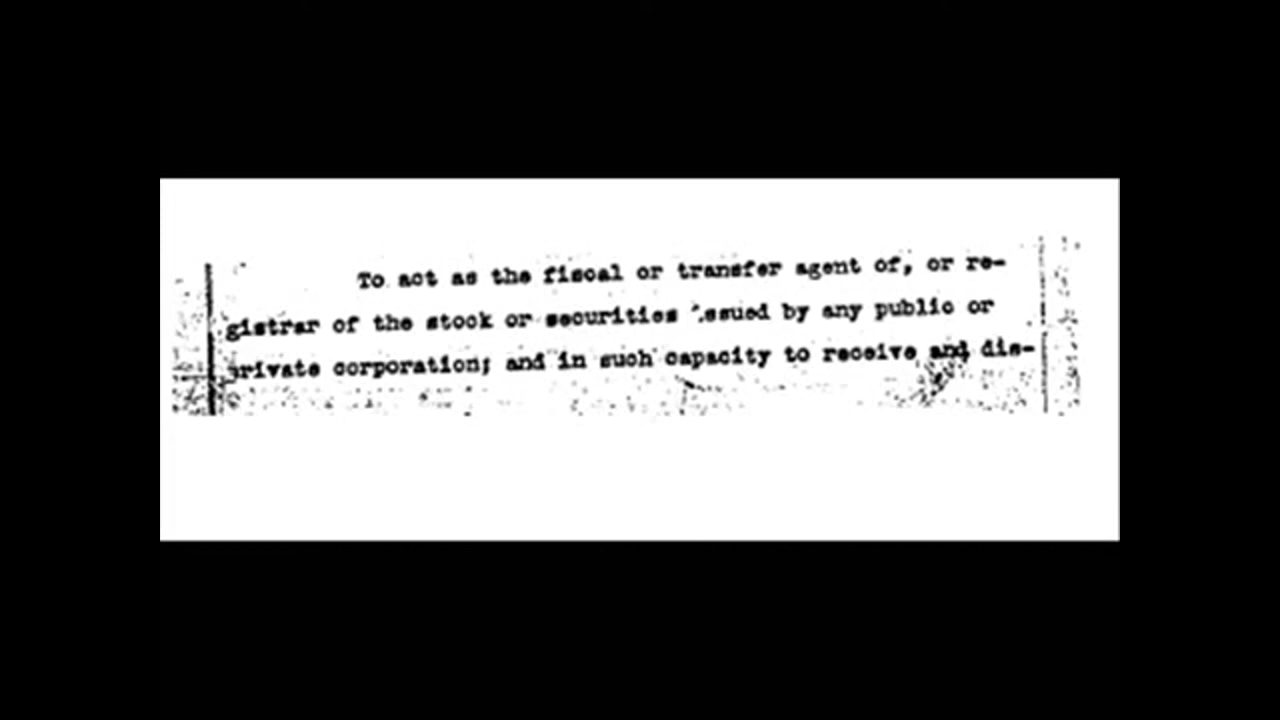 To act as the fiscal or transfer agent of, or re-
gistrar of the stock or securities issued by any public or
private corporation; and in such capacity to receive and dis-